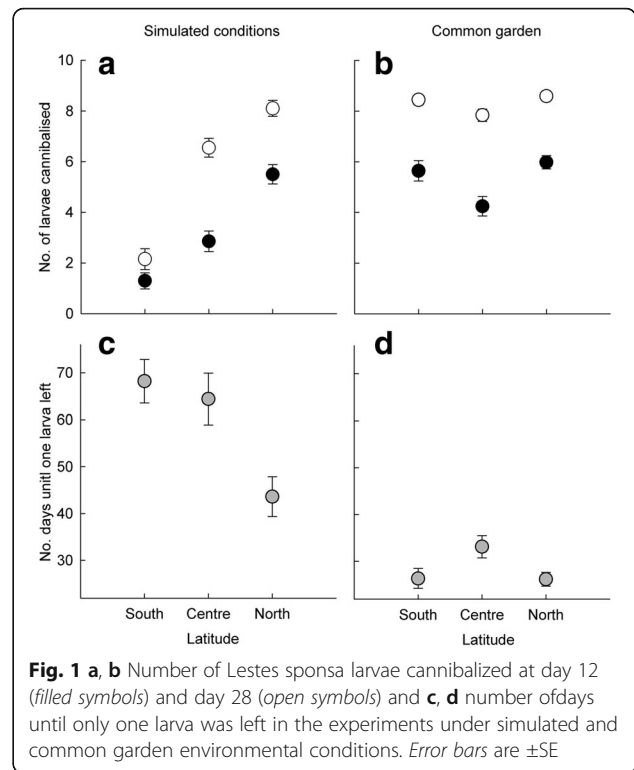 Simulated conditions Common garden
a b
10
8
6
4
2
0
No. of larvae cannibalised
c d
70
60
50
40
30
No. days unitl one larva left
South Centre North South Centre North
Latitude Latitude
Fig. 1 a, b Number of Lestes sponsa larvae cannibalized at day 12
(filled symbols) and day 28 (open symbols) and c, d number ofdays
until only one larva was left in the experiments under simulated and
common garden environmental conditions. Error bars are ±SE